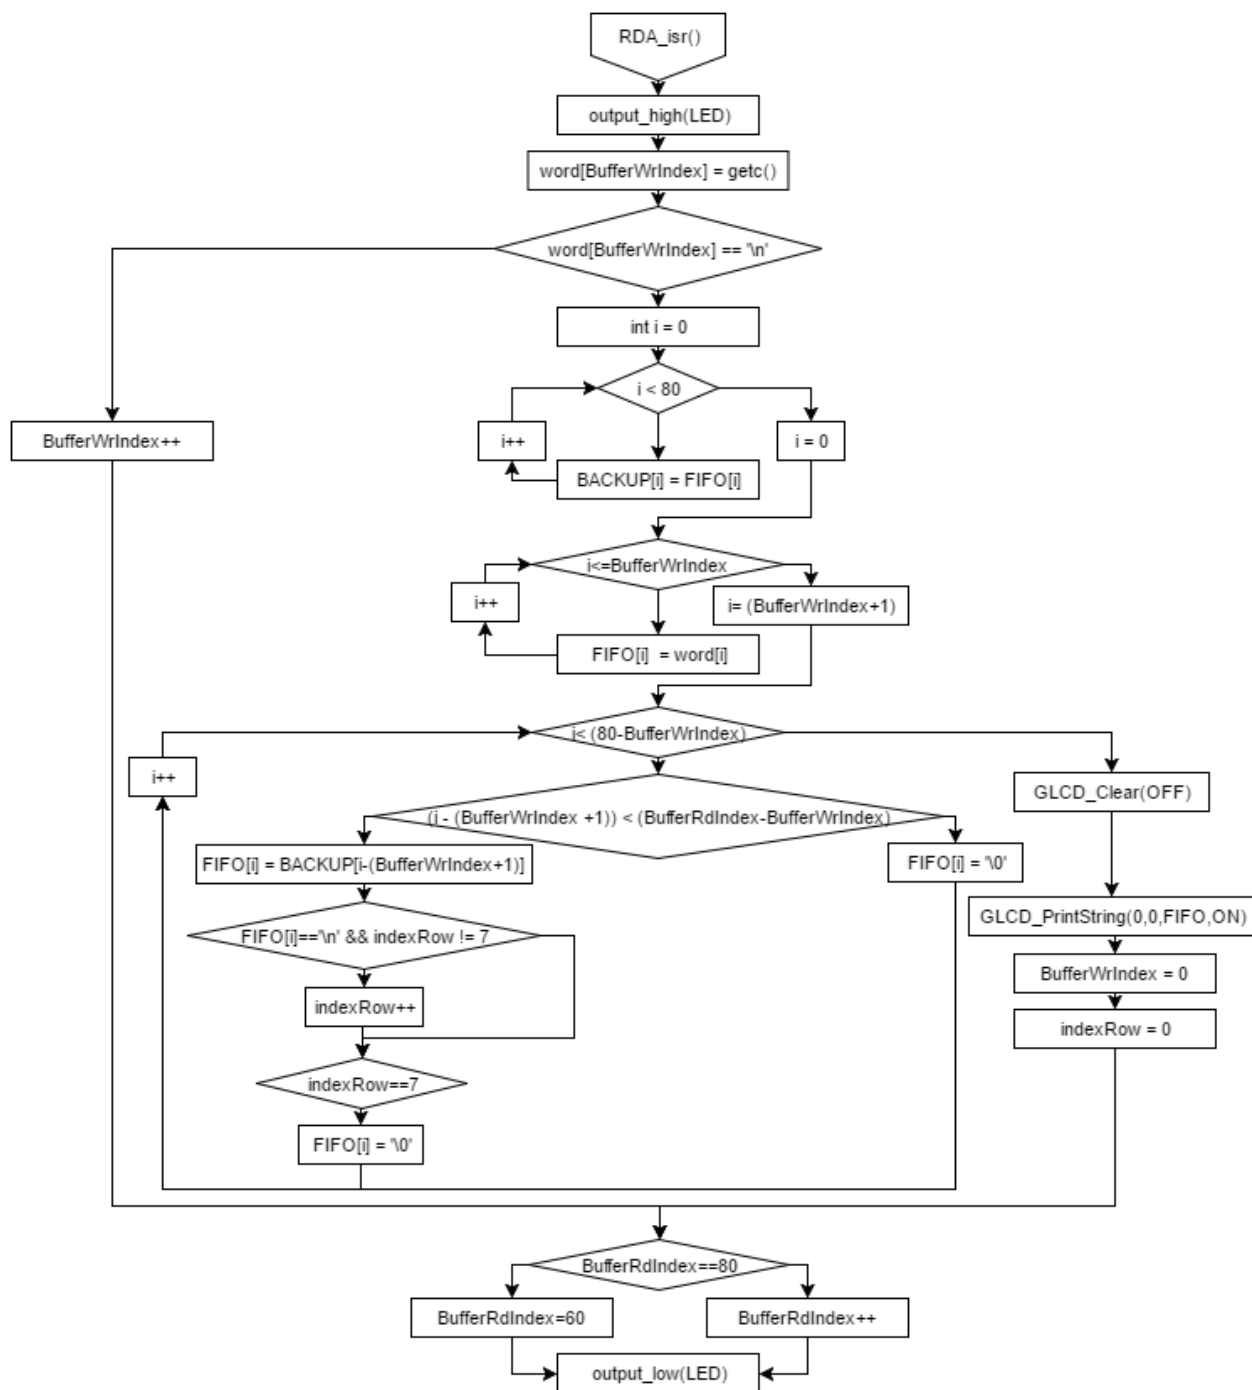 RDA_isr()
output_high(LED)
word[BufferWrIndex] = getc()
word[BufferWrIndex] == '\n'
int i = 0
i < 80
BufferWrIndex++
i++
i = 0
BACKUP[i] = FIFO[i]
i<=BufferWrIndex
i++
i= (BufferWrIndex+1)
FIFO[i] = word[i]
i< (80-BufferWrIndex)
i++
GLCD_Clear(OFF)
(i - (BufferWrIndex +1)) < (BufferRdIndex-BufferWrIndex)
FIFO[i] = BACKUP[i-(BufferWrIndex+1)]
FIFO[i] = '\0'
GLCD_PrintString(0,0,FIFO,ON)
FIFO[i]=='\n' && indexRow != 7
BufferWrIndex = 0
indexRow++
indexRow = 0
indexRow==7
FIFO[i] = '\0'
BufferRdIndex==80
BufferRdIndex=60
BufferRdIndex++
output_low(LED)